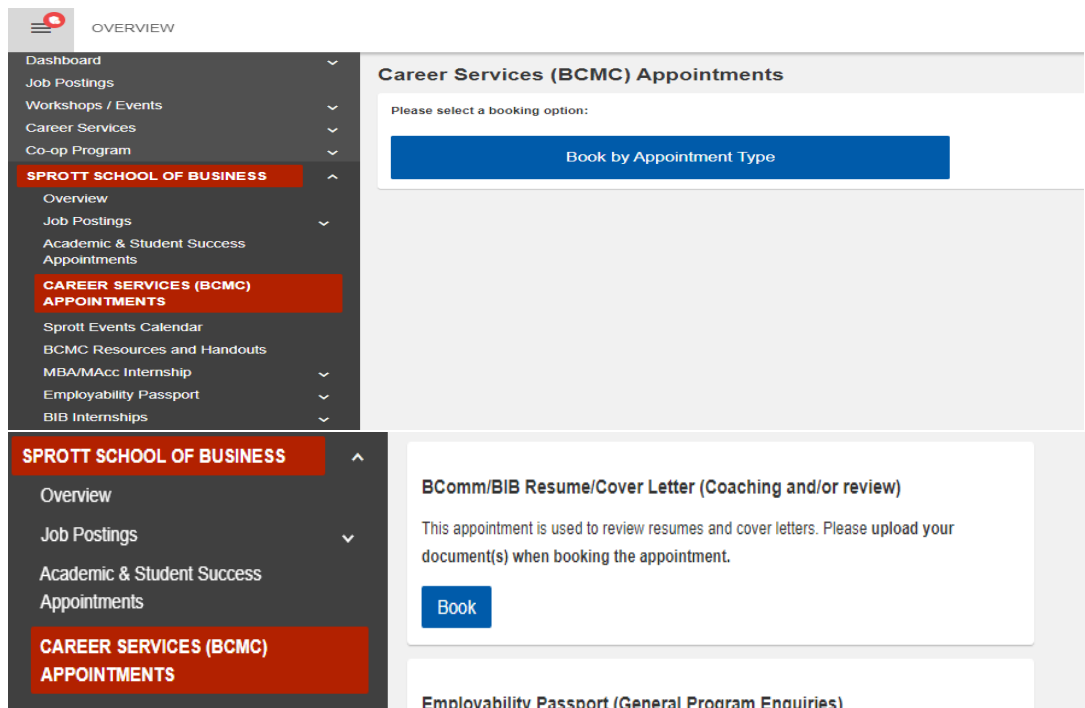 OVERVIEW
Dashboard
Job Postings
Workshops / Events
Career Services
Co-op Program
SPROTT SCHOOL OF BUSINESS
Overview
Job Postings
Academic & Student Success
Appointments
CAREER SERVICES (BCMC)
APPOINTMENTS
Sprott Events Calendar
BCMC Resources and Handouts
MBA/MAcc Internship
Employability Passport
BIB Internships
Career Services (BCMC) Appointments
Please select a booking option:
Book by Appointment Type
SPROTT SCHOOL OF BUSINESS
Overview
Job Postings
Academic & Student Success
Appointments
CAREER SERVICES (BCMC)
APPOINTMENTS
BComm/BIB Resume/Cover Letter (Coaching and/or review)
This appointment is used to review resumes and cover letters. Please upload your
document(s) when booking the appointment.
Book
Employability Passport (General Program Enquiries)